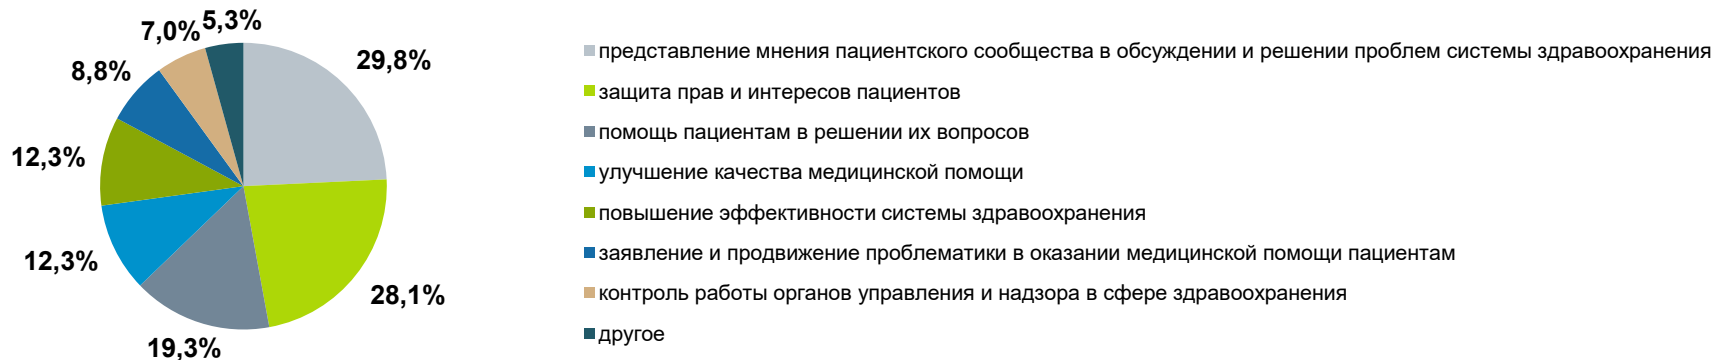 5,3%
7,0%
29,8%
8,8%
12,3%
12,3%
28,1%
19,3%
представление мнения пациентского сообщества в обсуждении и решении проблем системы здравоохранения
защита прав и интересов пациентов
помощь пациентам в решении их вопросов
улучшение качества медицинской помощи
повышение эффективности системы здравоохранения
заявление и продвижение проблематики в оказании медицинской помощи пациентам
контроль работы органов управления и надзора в сфере здравоохранения
другое